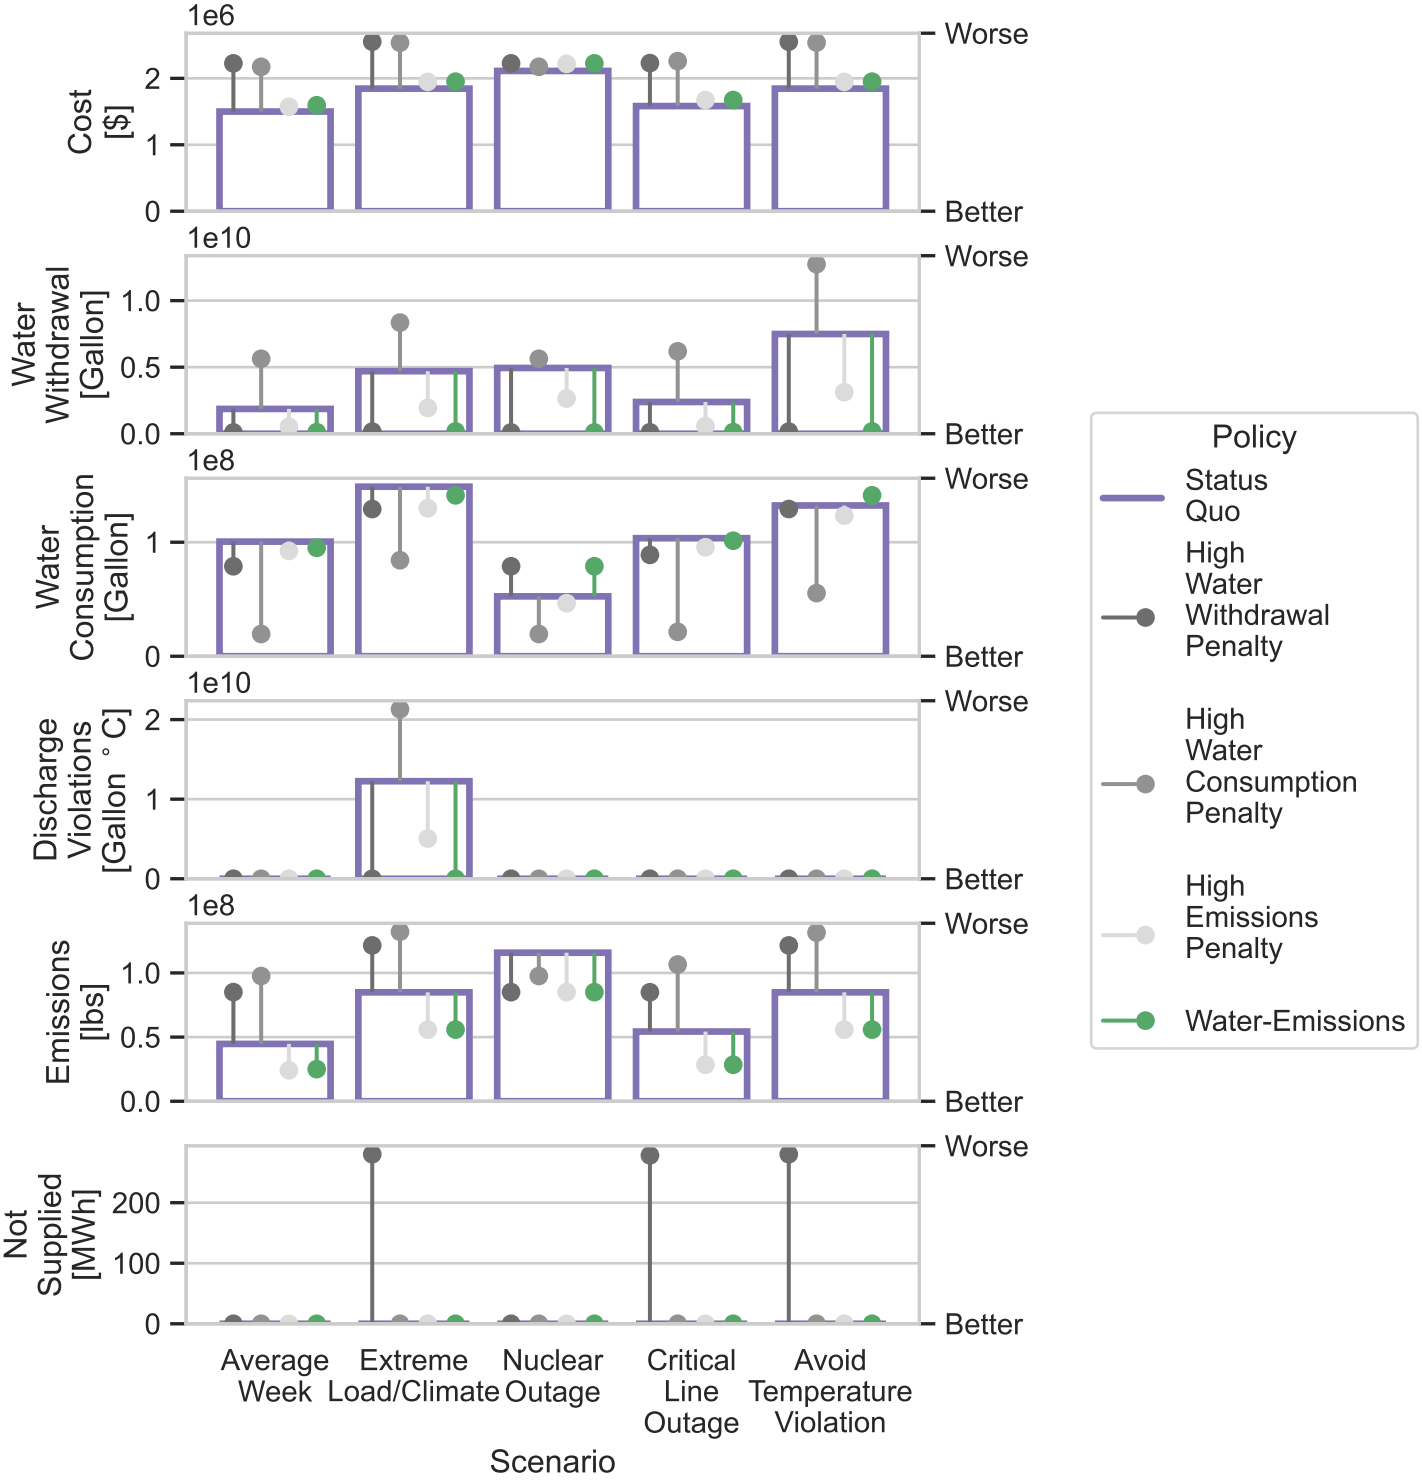 1e6
Worse
2
1
0
Better
Cost
[$]
1e10
Worse
1.0
0.5
0.0
Better
Water
Withdrawal
[Gallon]
1e8
Worse
1
0
Better
Water
Consumption
[Gallon]
1e10
Worse
2
1
0
Better
Discharge
Violations
[Gallon °C]
1e8
Worse
1.0
0.5
0.0
Better
Emissions
[lbs]
Worse
200
100
0
Better
Not
Supplied
[MWh]
Average
Week
Extreme
Load/Climate
Nuclear
Outage
Critical
Line
Outage
Avoid
Temperature
Violation
Scenario
Policy
Status
Quo
High
Water
Withdrawal
Penalty
High
Water
Consumption
Penalty
High
Emissions
Penalty
Water-Emissions